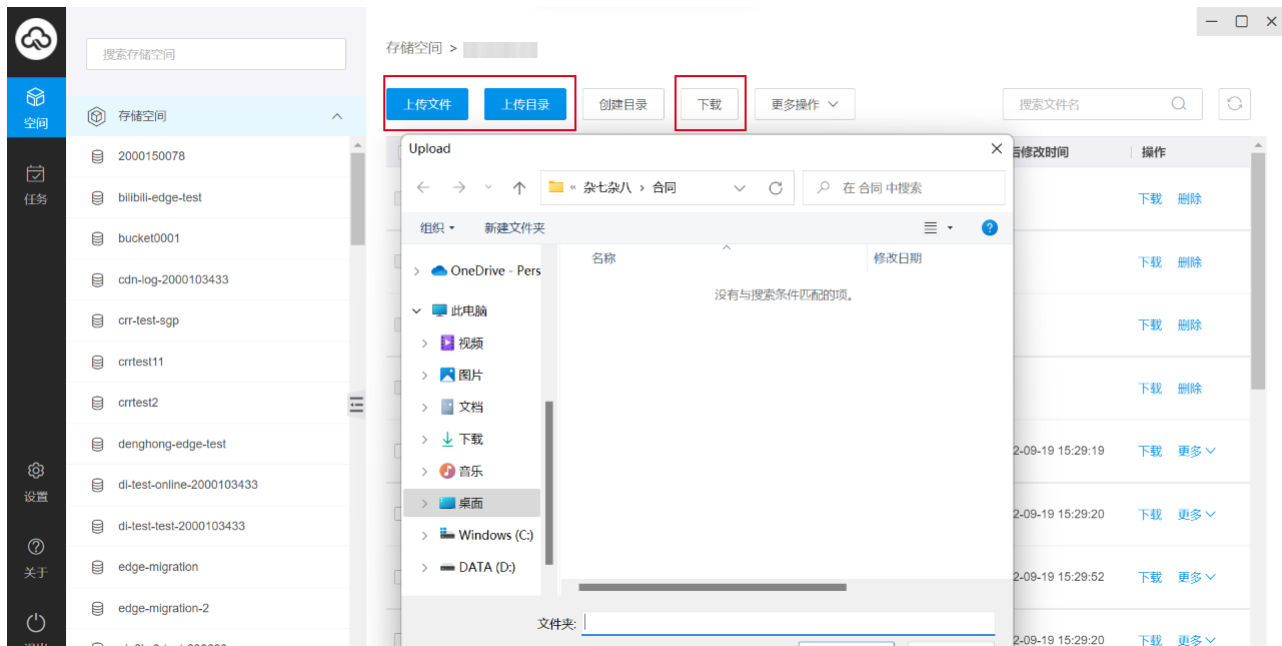 空间
任务
设置
关于
搜索存储空间
存储空间
2000150078
bilibili-edge-test
bucket0001
cdn-log-2000103433
crr-test-sgp
crrtest11
crrtest2
denghong-edge-test
di-test-online-2000103433
di-test-test-2000103433
edge-migration
edge-migration-2
存储空间 >
上传文件 上传目录 创建目录 下载 更多操作 搜索文件名
后修改时间 操作
下载 删除
下载 删除
下载 删除
下载 删除
2-09-19 15:29:19 下载 更多
2-09-19 15:29:20 下载 更多
2-09-19 15:29:52 下载 更多
2-09-19 15:29:20 下载 更多
Upload
« 杂七杂八 › 合同 在 合同 中搜索
组织 新建文件夹
OneDrive - Pers
此电脑
视频
图片
文档
下载
音乐
桌面
Windows (C:)
DATA (D:)
名称 修改日期
没有与搜索条件匹配的项。
文件夹: